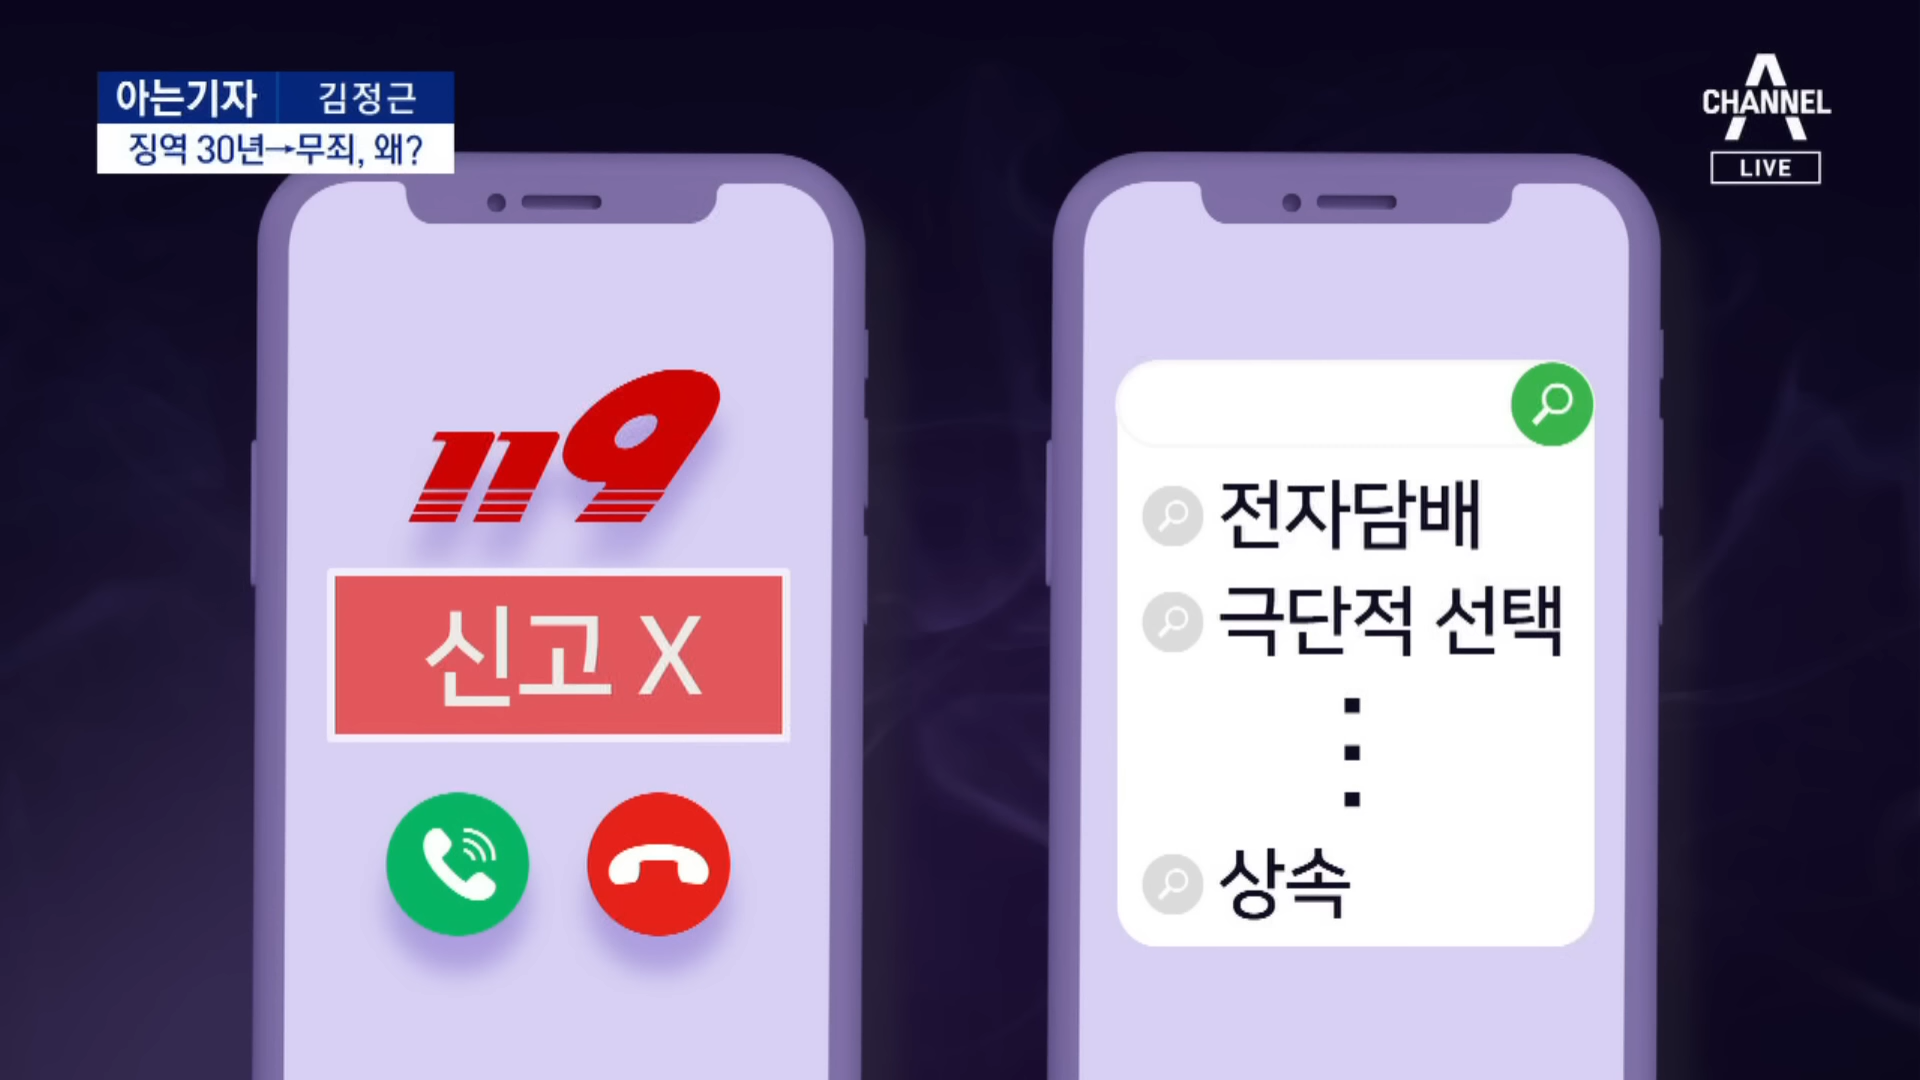 아는기자 김정근
징역 30년→무죄, 왜?
CHANNEL A
LIVE
119
신고 X
전자담배
극단적 선택
상속